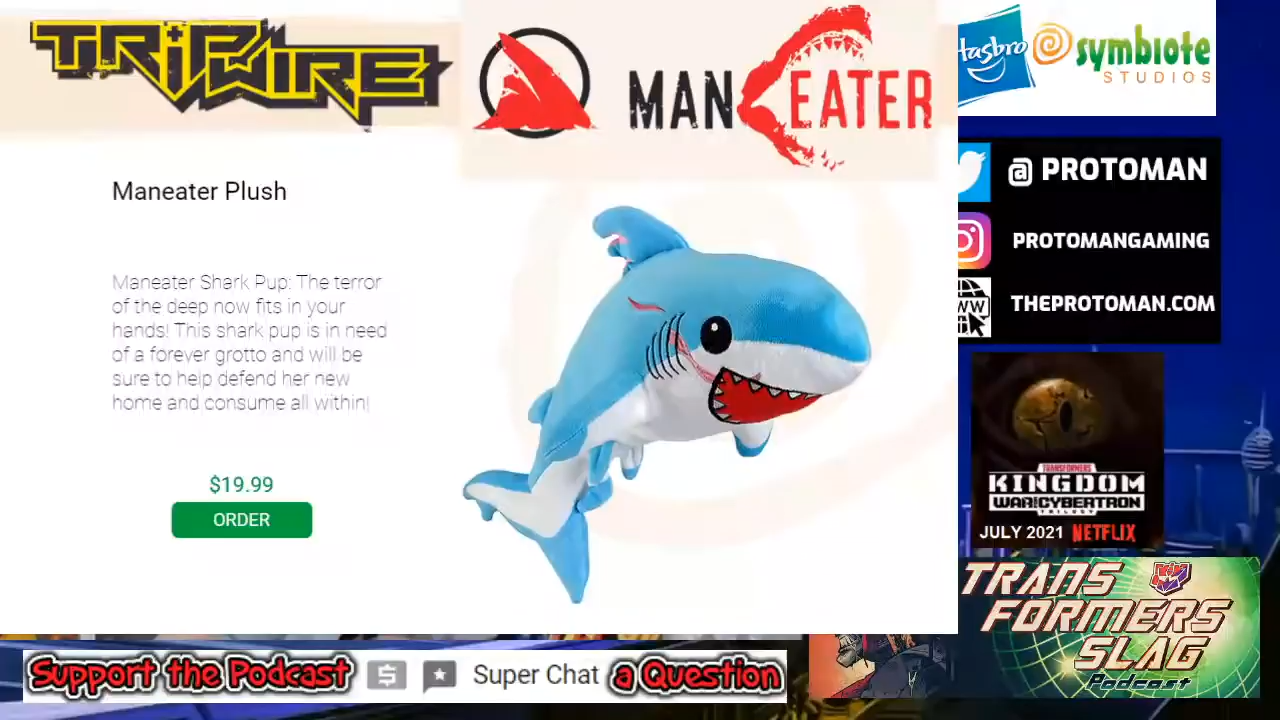 TRIPWIRE
MANEATER
Hasbro
symbiote
STUDIOS
Maneater Plush
Maneater Shark Pup: The terror
of the deep now fits in your
hands! This shark pup is in need
of a forever grotto and will be
sure to help defend her new
home and consume all within!
$19.99
ORDER
@ PROTOMAN
PROTOMANGAMING
WW
THEPROTOMAN.COM
TRANSFORMERS
KINGDOM
WAR FOR CYBERTRON
TRILOGY
JULY 2021 NETFLIX
TRANS
FORMERS
SLAG
Podcast
Support the Podcast $ Super Chat a Question